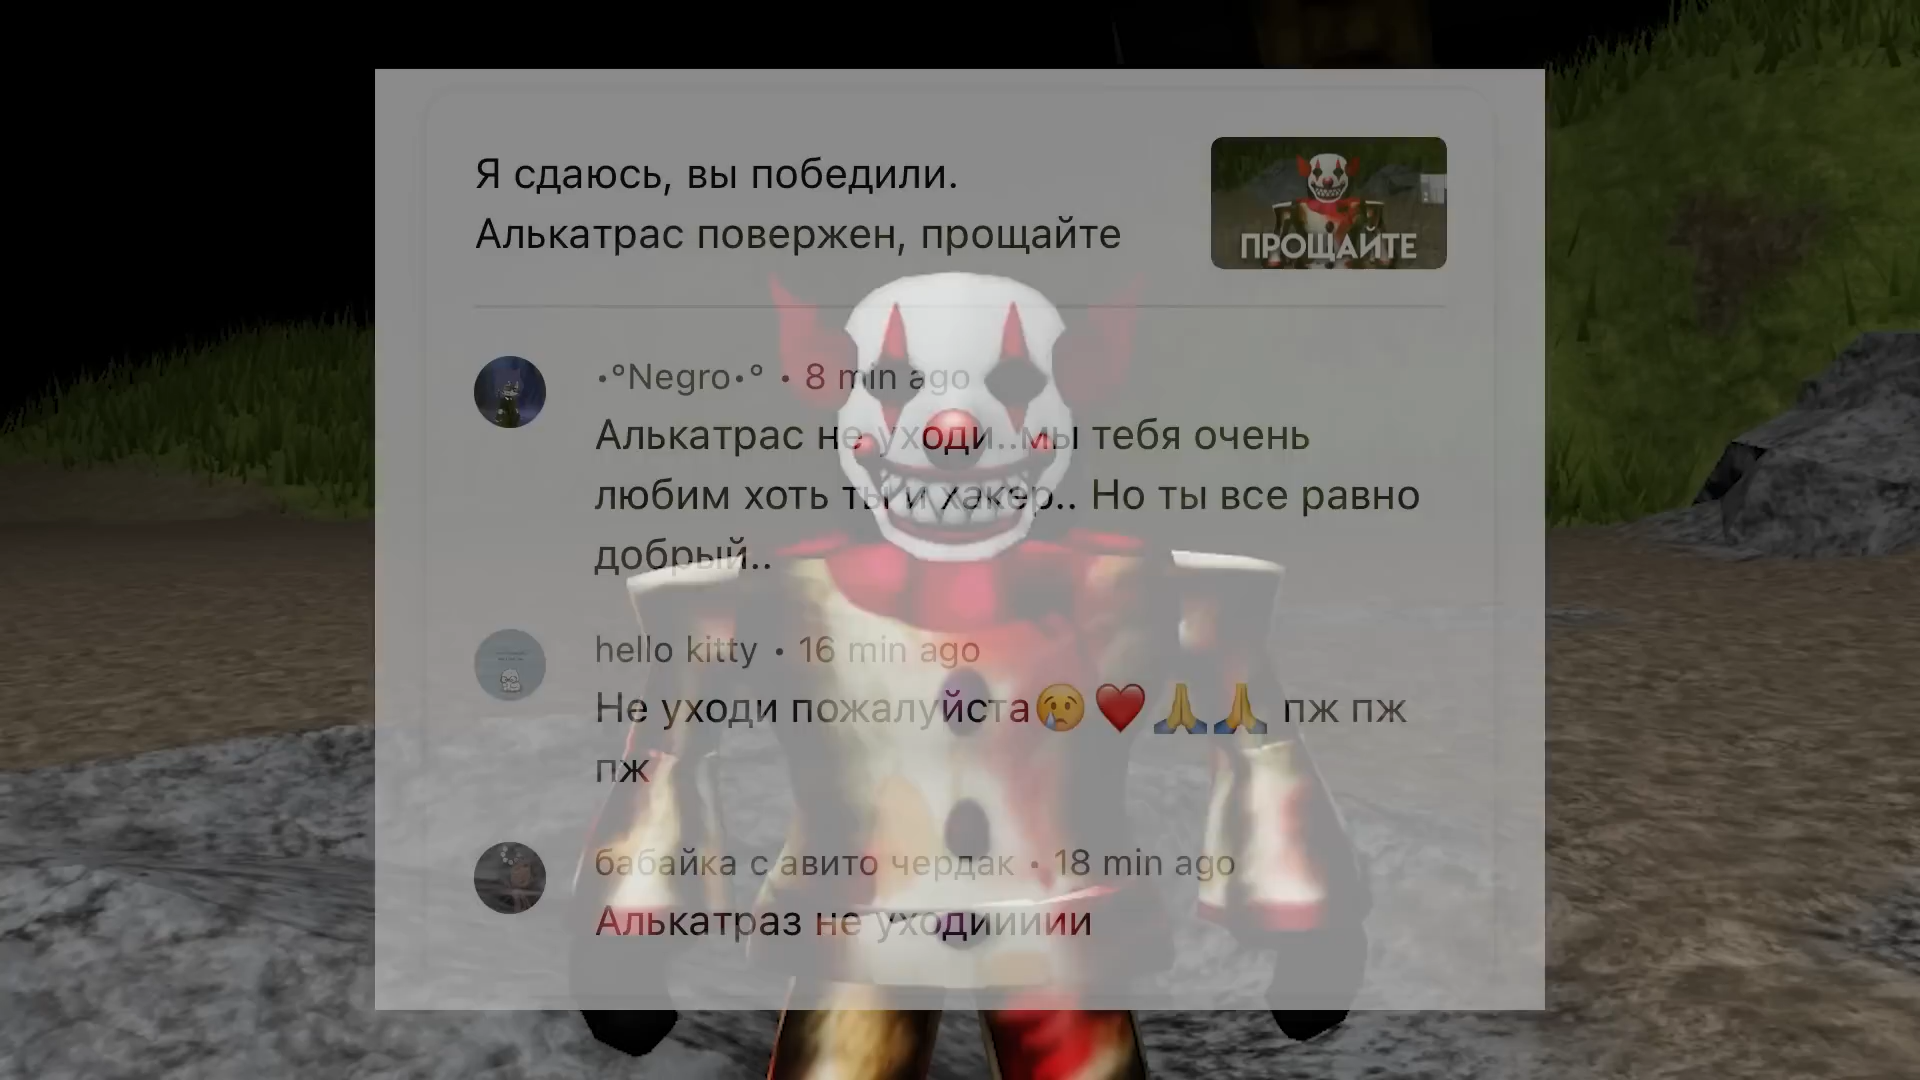 Я сдаюсь, вы победили.
Алькатрас повержен, прощайте
ПРОЩАЙТЕ
•°Negro•° • 8 min ago
Алькатрас не уходи..мы тебя очень
любим хоть ты и хакер.. Но ты все равно
добрый..
hello kitty • 16 min ago
Не уходи пожалуйста😢❤️🙏🙏 пж пж
пж
бабайка с авито чердак • 18 min ago
Алькатраз не уходиииии